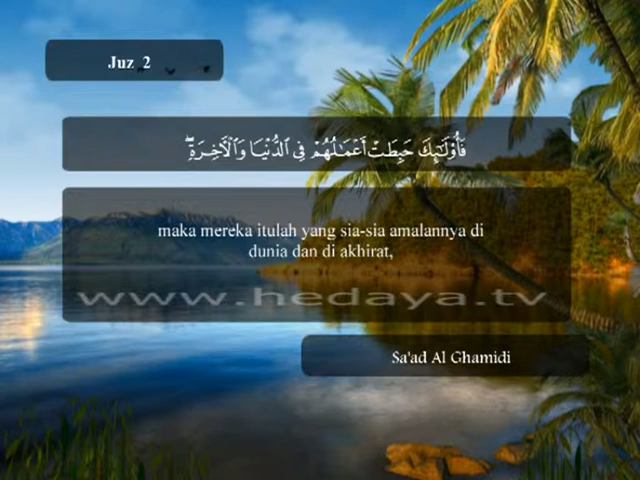 Juz 2
فَأُو۟لَـٰٓئِكَ حَبِطَتْ أَعْمَـٰلُهُمْ فِى ٱلدُّنْيَا وَٱلْـَٔاخِرَةِ ۖ
maka mereka itulah yang sia-sia amalannya di
dunia dan di akhirat,
www.hedaya.tv
Sa'ad Al Ghamidi